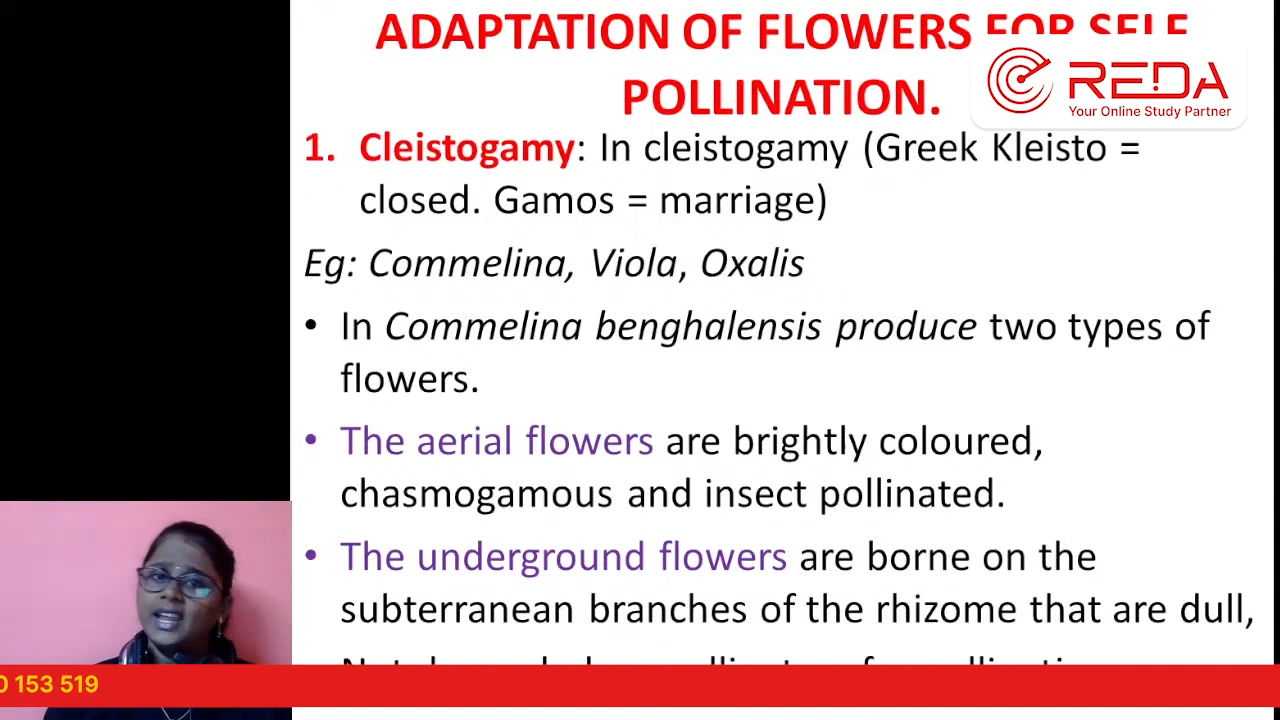 ADAPTATION OF FLOWERS FOR SELF
POLLINATION.
REDA
Your Online Study Partner
1. Cleistogamy: In cleistogamy (Greek Kleisto =
closed. Gamos = marriage)
Eg: Commelina, Viola, Oxalis
• In Commelina benghalensis produce two types of
flowers.
• The aerial flowers are brightly coloured,
chasmogamous and insect pollinated.
• The underground flowers are borne on the
subterranean branches of the rhizome that are dull,
0 153 519